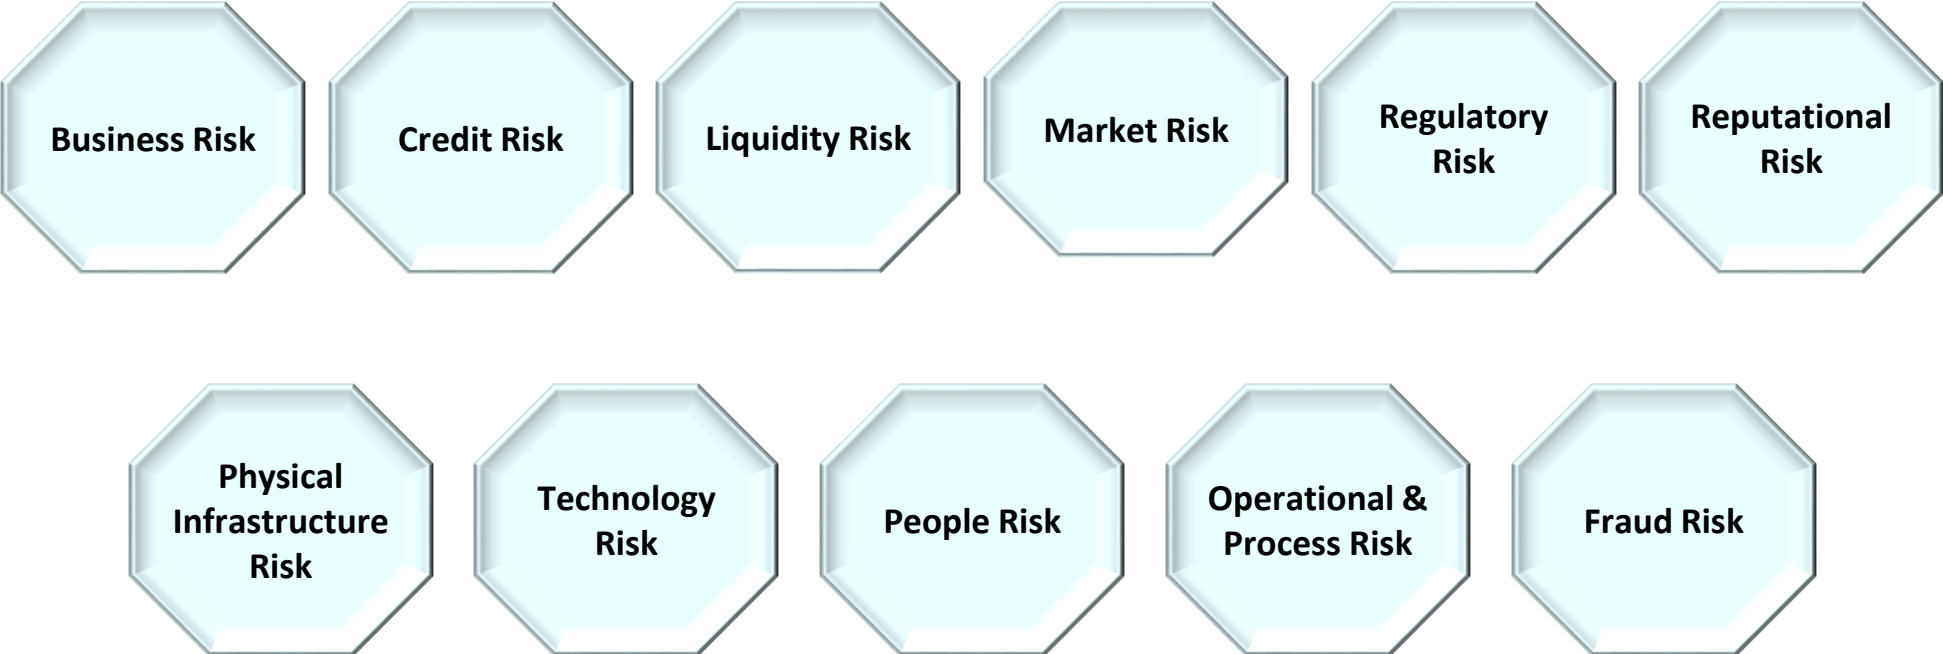 Business Risk
Credit Risk
Liquidity Risk
Market Risk
Regulatory
Risk
Reputational
Risk
Physical
Infrastructure
Risk
Technology
Risk
People Risk
Operational &
Process Risk
Fraud Risk